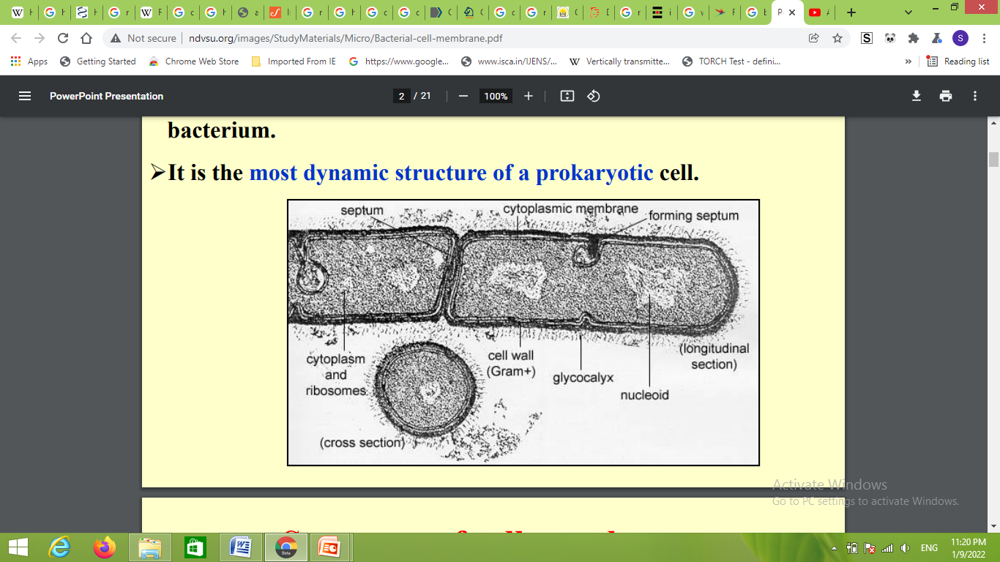 Not secure | ndvsu.org/images/StudyMaterials/Micro/Bacterial-cell-membrane.pdf
Apps Getting Started Chrome Web Store Imported From IE https://www.google... www.isca.in/IJENS/... Vertically transmitte... TORCH Test - defini... » Reading list
PowerPoint Presentation 2 / 21 100%
bacterium.
➢It is the most dynamic structure of a prokaryotic cell.
septum
cytoplasmic membrane
forming septum
cytoplasm
and
ribosomes
cell wall
(Gram+)
glycocalyx
nucleoid
(longitudinal
section)
(cross section)
Activate Windows
Go to PC settings to activate Windows.
ENG
11:20 PM
1/9/2022